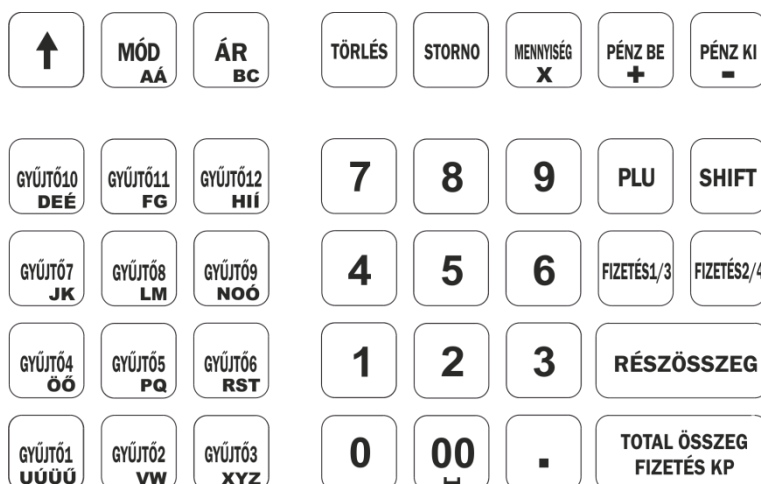 ↑ MÓD ÁR TÖRLÉS STORNO MENNYISÉG PÉNZ BE PÉNZ KI
AÁ BC X + -
GYŰJTŐ10 GYŰJTŐ11 GYŰJTŐ12 7 8 9 PLU SHIFT
DEÉ FG HIÍ
GYŰJTŐ7 GYŰJTŐ8 GYŰJTŐ9 4 5 6 FIZETÉS1/3 FIZETÉS2/4
JK LM NOÓ
GYŰJTŐ4 GYŰJTŐ5 GYŰJTŐ6 1 2 3 RÉSZÖSSZEG
ÖŐ PQ RST
GYŰJTŐ1 GYŰJTŐ2 GYŰJTŐ3 0 00 . TOTAL ÖSSZEG
UÚÜŰ VW XYZ FIZETÉS KP